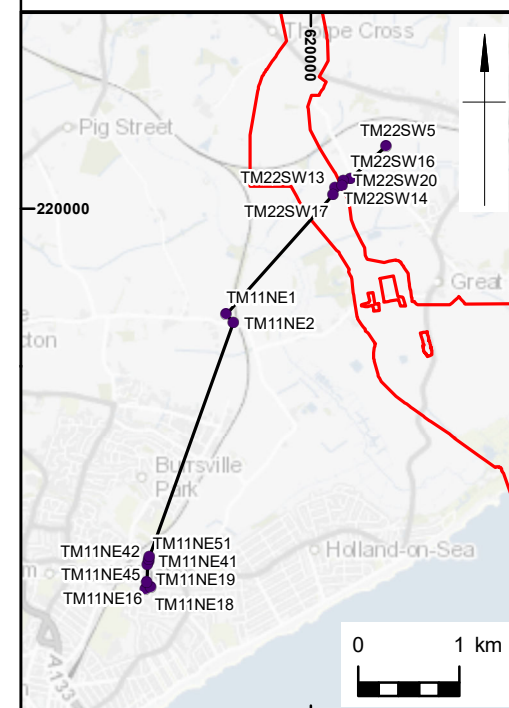 Thorpe Cross
620000
Pig Street
TM22SW5
TM22SW16
TM22SW13
TM22SW20
TM22SW14
TM22SW17
220000
Great
TM11NE1
TM11NE2
ton
Burrsville
Park
TM11NE51
TM11NE42
TM11NE41
Holland-on-Sea
TM11NE45
TM11NE19
TM11NE16
TM11NE18
0 1 km
A133